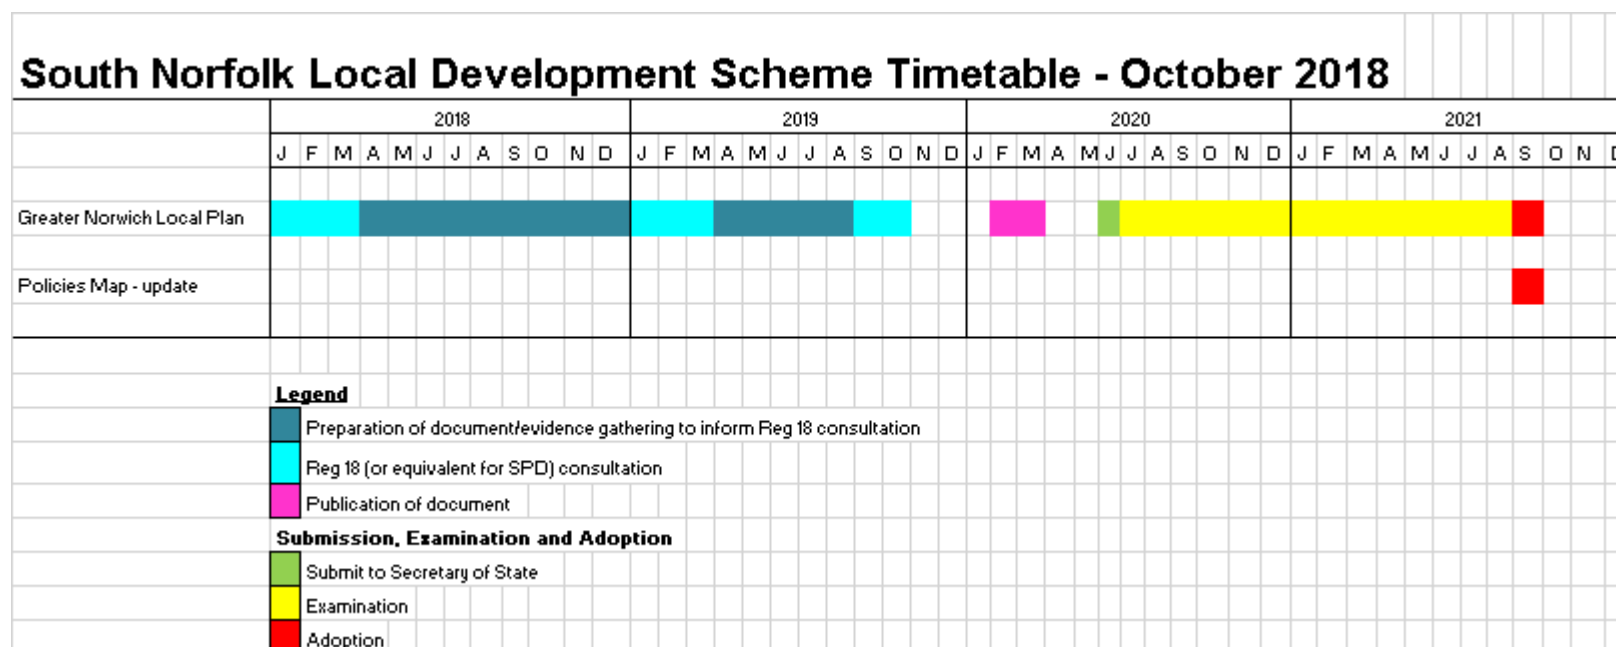 South Norfolk Local Development Scheme Timetable - October 2018
2018 2019 2020 2021
J F M A M J J A S O N D J F M A M J J A S O N D J F M A M J J A S O N D J F M A M J J A S O N
Greater Norwich Local Plan
Policies Map - update
Legend
Preparation of document/evidence gathering to inform Reg 18 consultation
Reg 18 (or equivalent for SPD) consultation
Publication of document
Submission, Examination and Adoption
Submit to Secretary of State
Examination
Adoption